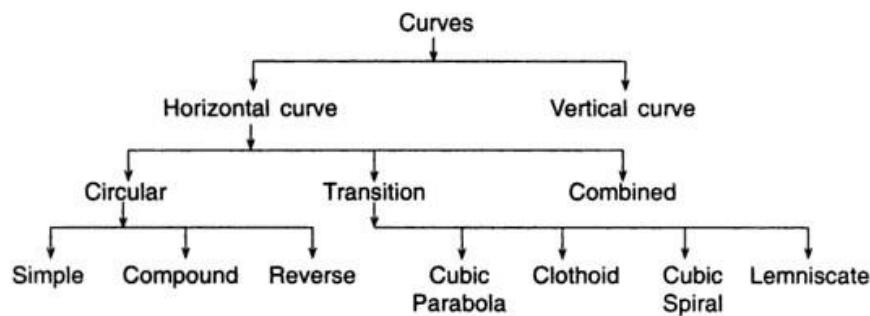 Curves
Horizontal curve
Vertical curve
Circular
Transition
Combined
Simple
Compound
Reverse
Cubic
Parabola
Clothoid
Cubic
Spiral
Lemniscate